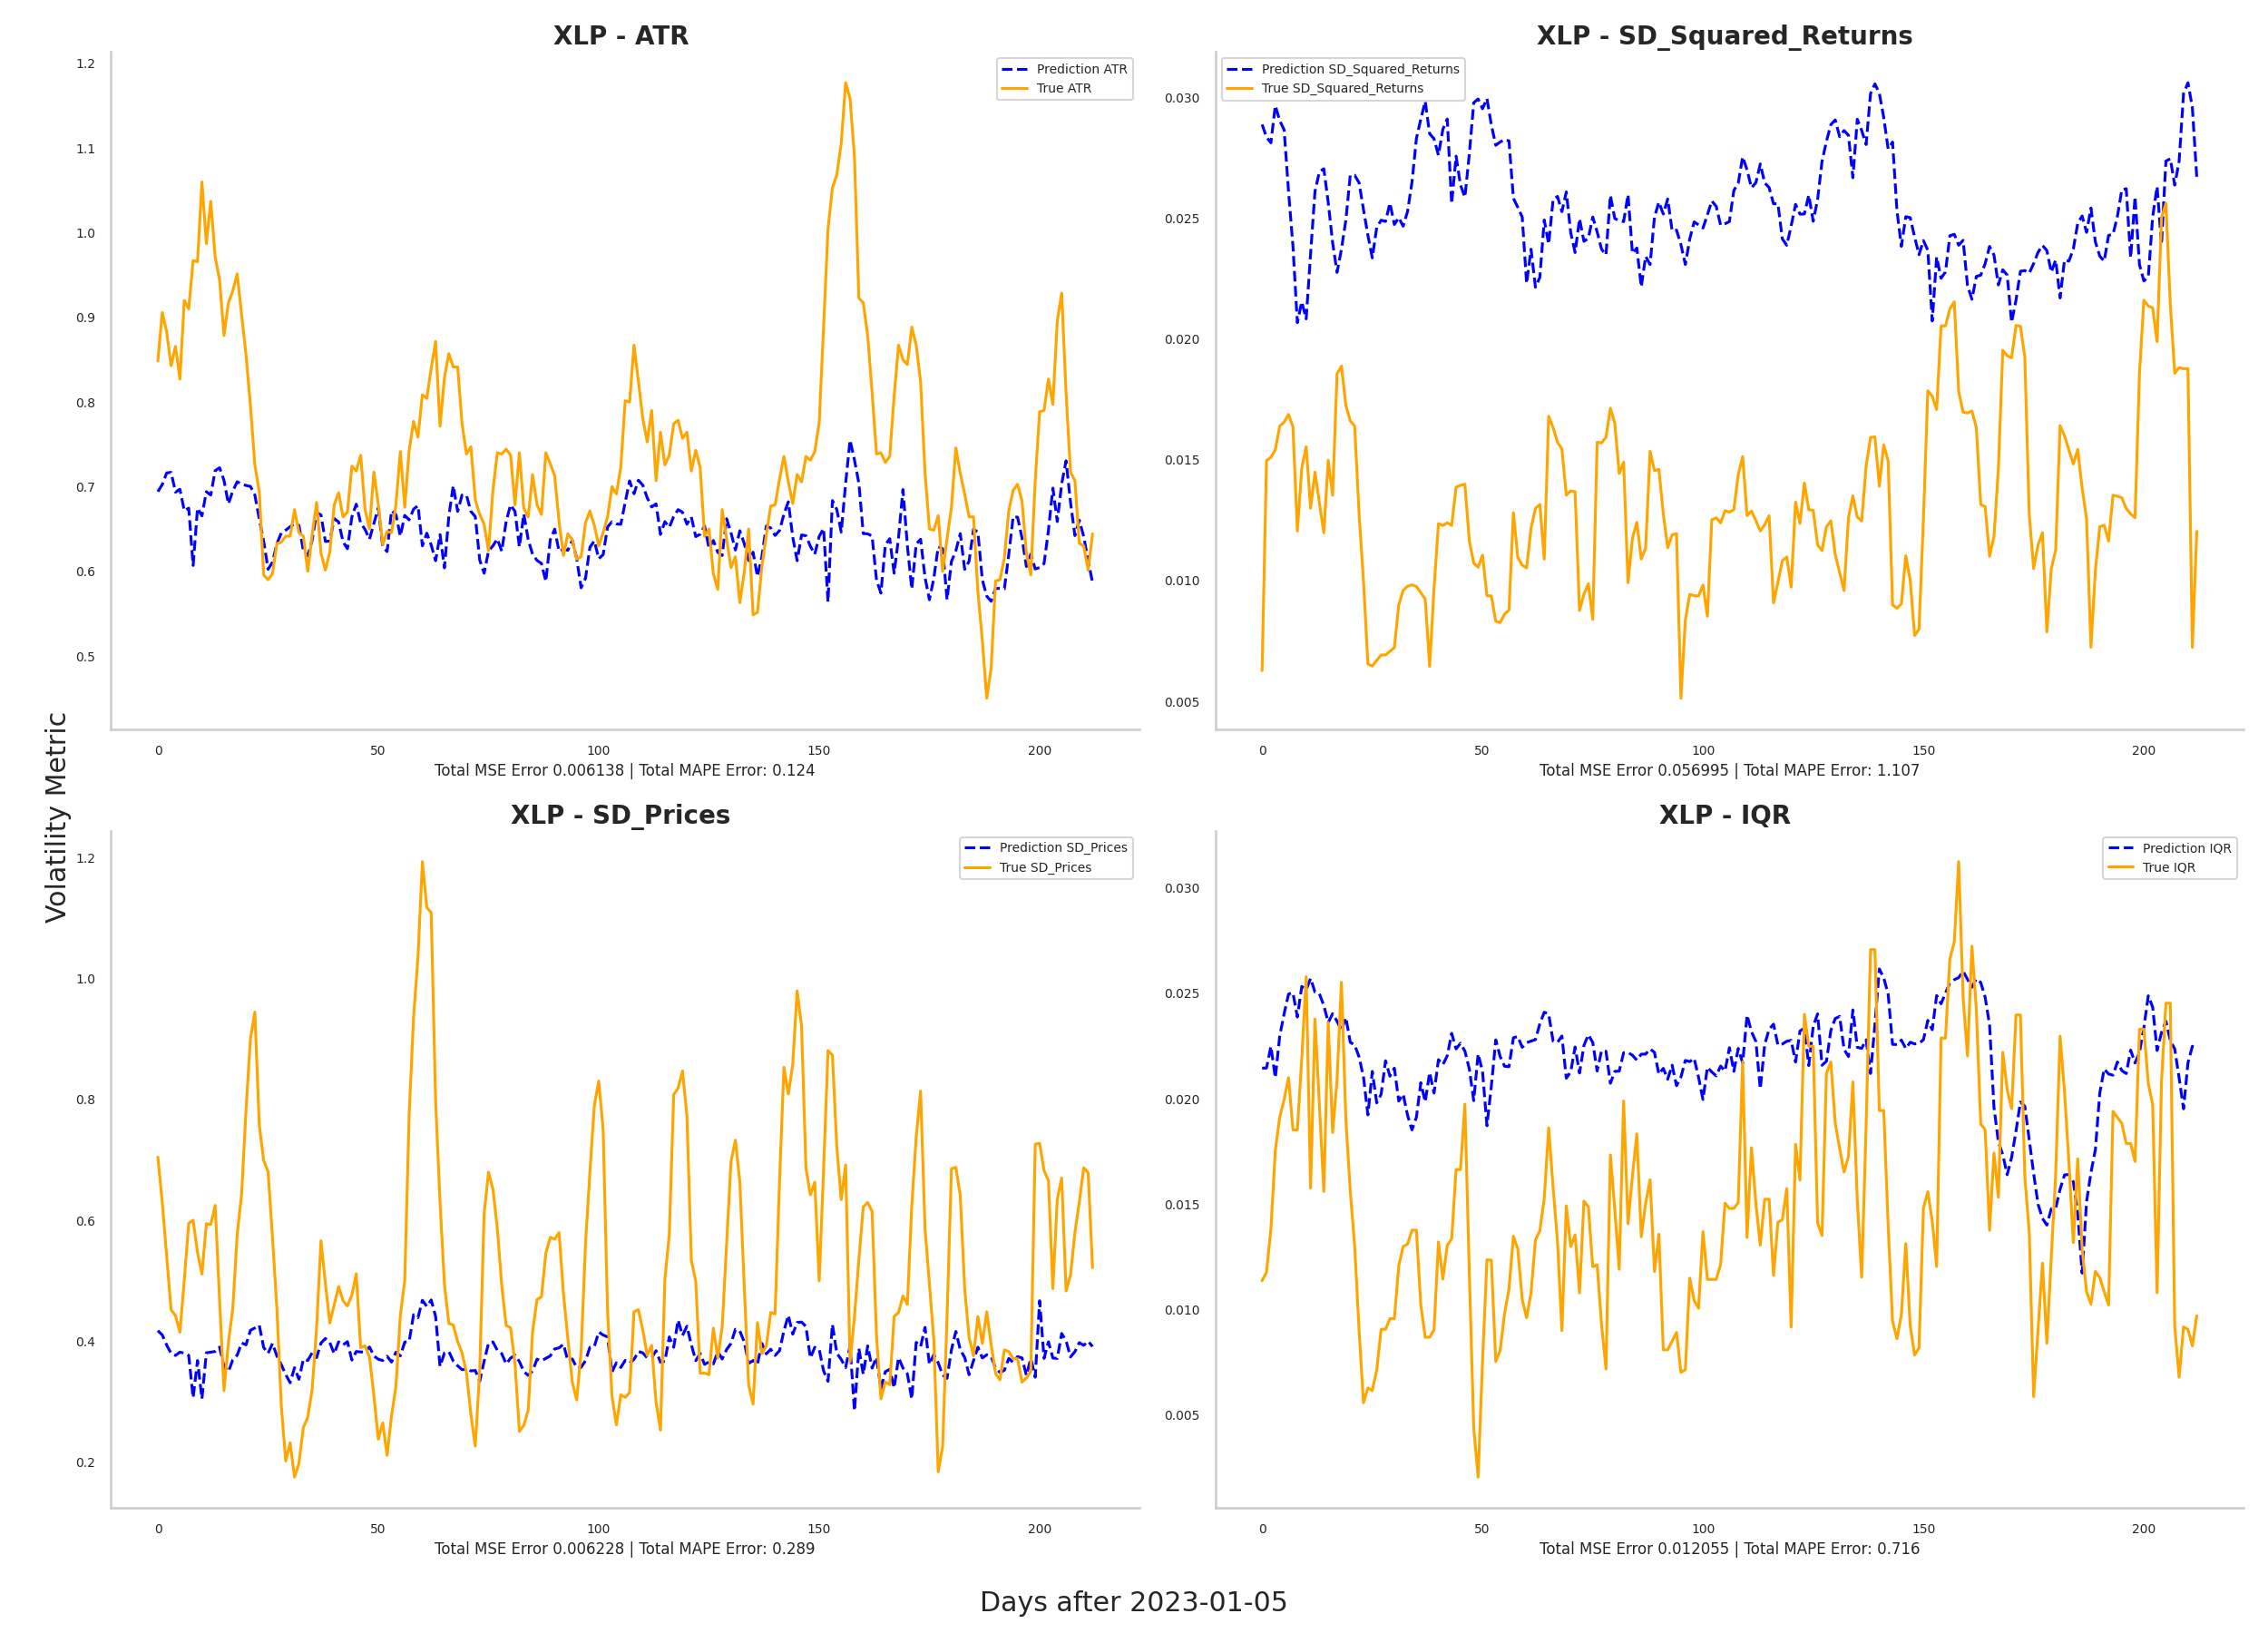 XLP - ATR
1.2
1.1
1.0
0.9
0.8
0.7
0.6
0.5
Prediction ATR
True ATR
0 50 100 150 200
Total MSE Error 0.006138 | Total MAPE Error: 0.124
XLP - SD_Squared_Returns
0.030
0.025
0.020
0.015
0.010
0.005
Prediction SD_Squared_Returns
True SD_Squared_Returns
0 50 100 150 200
Total MSE Error 0.056995 | Total MAPE Error: 1.107
Volatility Metric
XLP - SD_Prices
1.2
1.0
0.8
0.6
0.4
0.2
Prediction SD_Prices
True SD_Prices
0 50 100 150 200
Total MSE Error 0.006228 | Total MAPE Error: 0.289
XLP - IQR
0.030
0.025
0.020
0.015
0.010
0.005
Prediction IQR
True IQR
0 50 100 150 200
Total MSE Error 0.012055 | Total MAPE Error: 0.716
Days after 2023-01-05